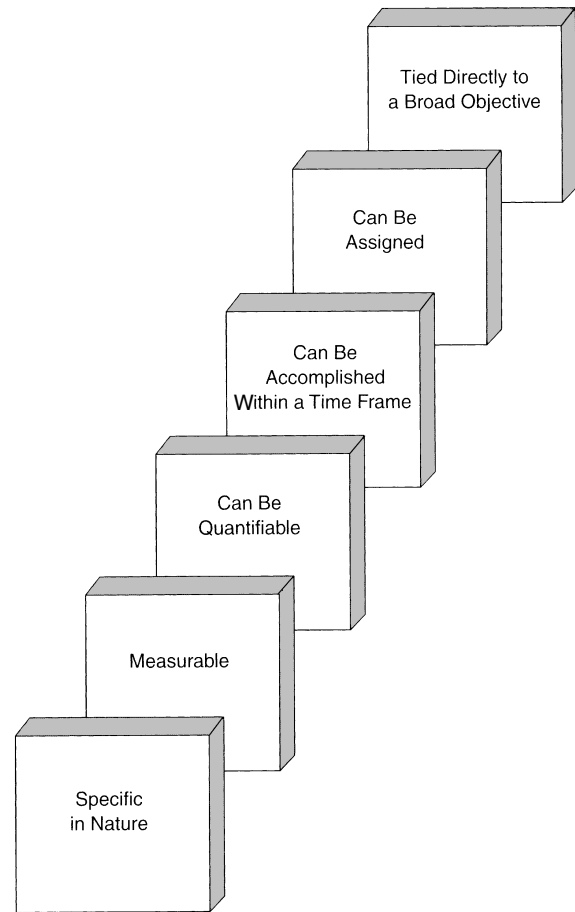 Tied Directly to
a Broad Objective
Can Be
Assigned
Can Be
Accomplished
Within a Time Frame
Can Be
Quantifiable
Measurable
Specific
in Nature